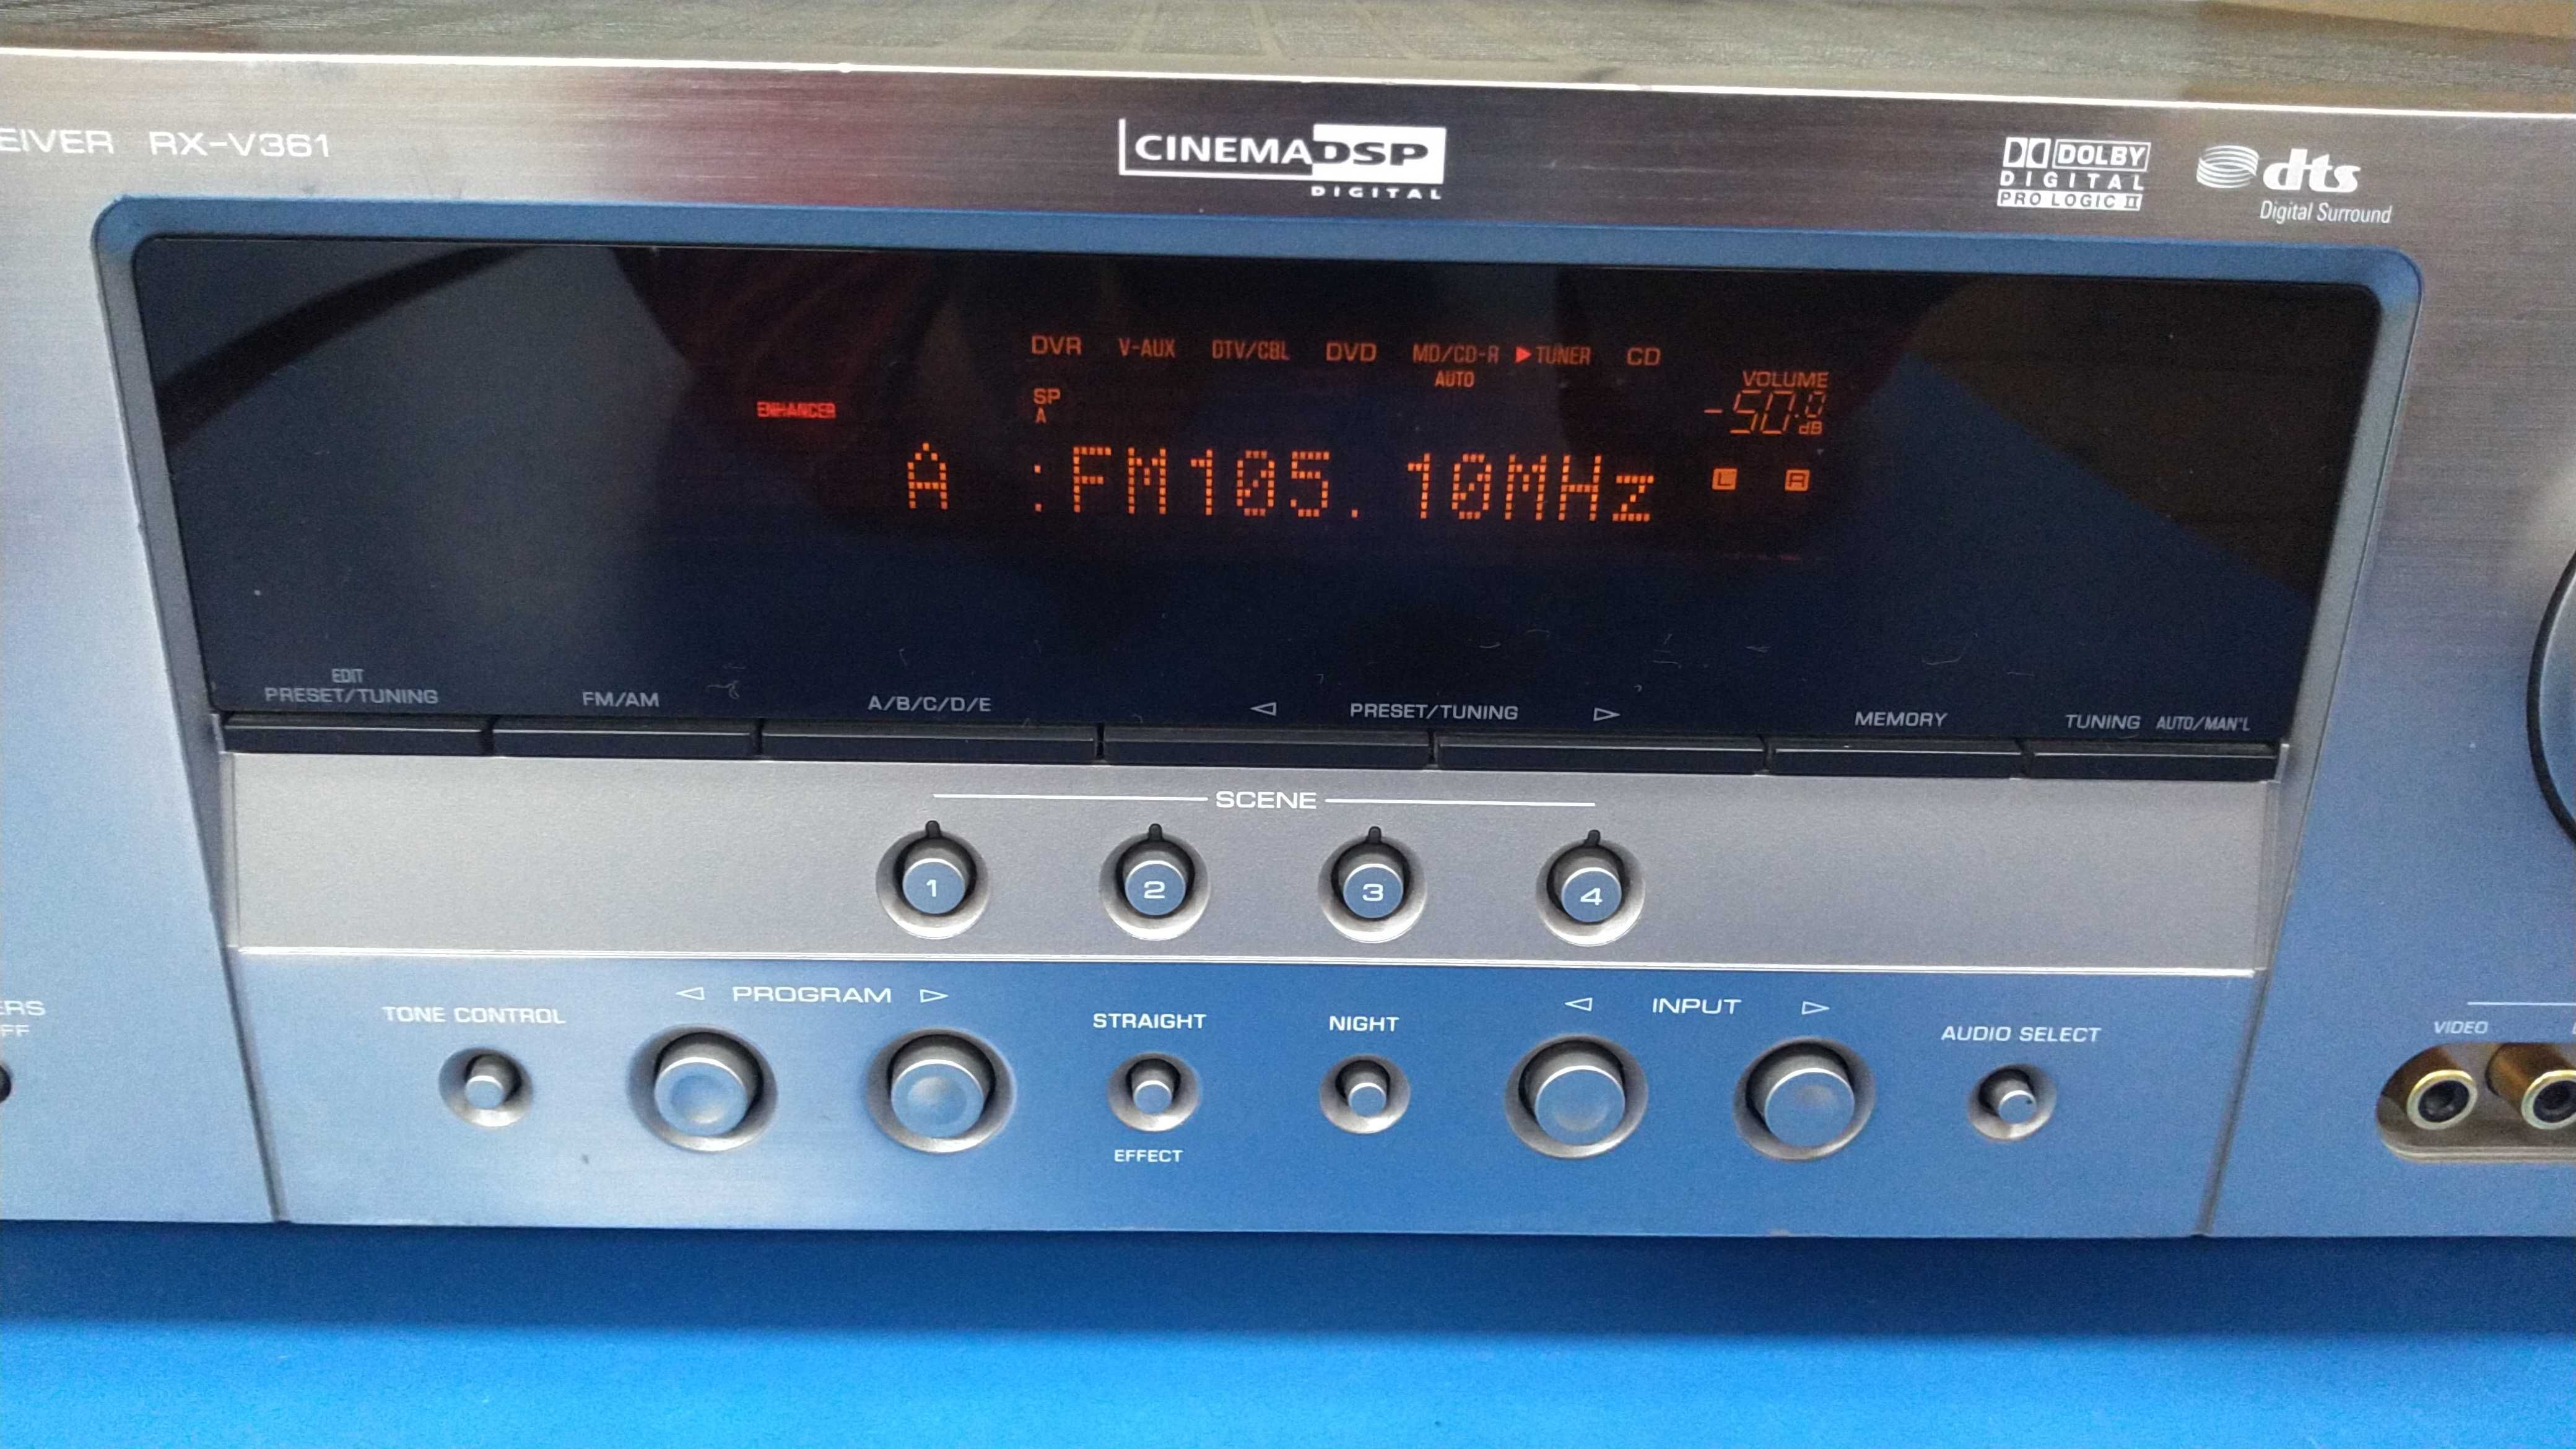 EIVER RX-V361
CINEMA DSP
DIGITAL
DOLBY
DIGITAL
PRO LOGIC II
dts
Digital Surround
DVR V-AUX DTV/CBL DVD MD/CD-R ▶TUNER CD
AUTO
VOLUME
-50.0
dB
ENHANCER
SP
A
A :FM105.10MHz
L R
EDIT
PRESET/TUNING
FM/AM
A/B/C/D/E
◁ PRESET/TUNING ▷
MEMORY
TUNING AUTO/MAN'L
SCENE
1 2 3 4
ERS
FF
TONE CONTROL
◁ PROGRAM ▷
STRAIGHT
EFFECT
NIGHT
◁ INPUT ▷
AUDIO SELECT
VIDEO